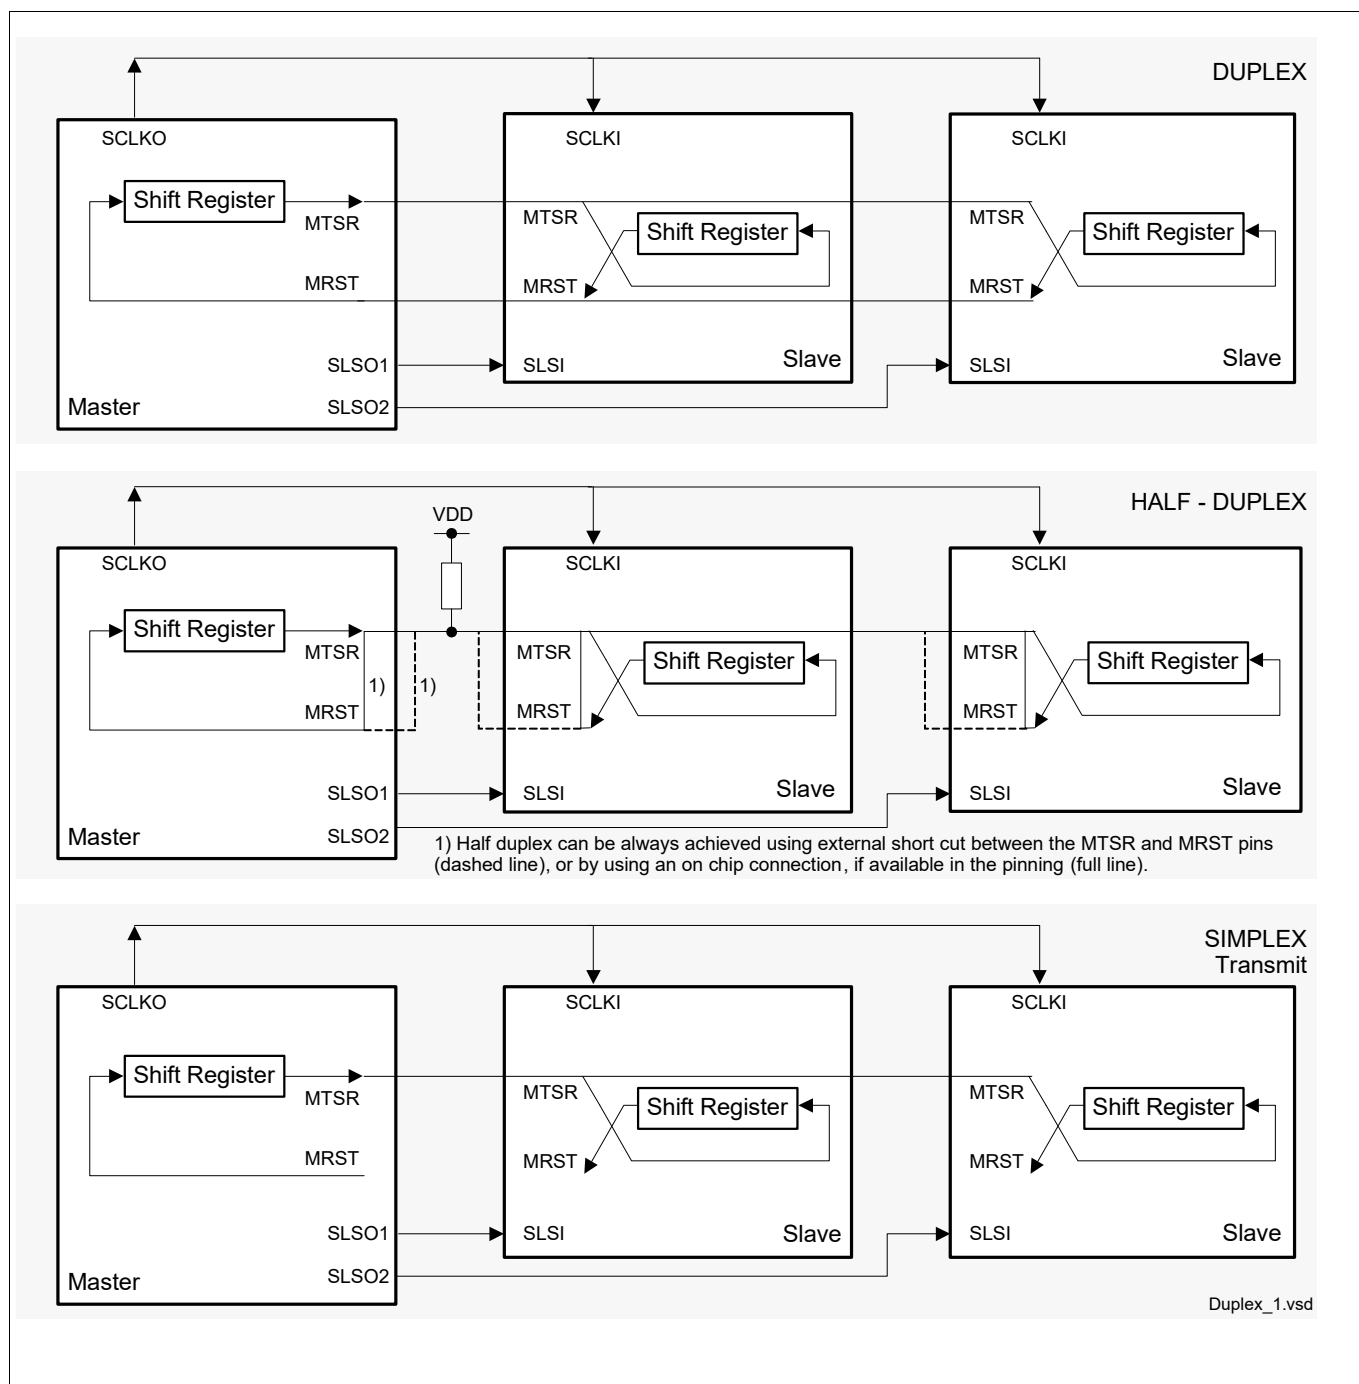 DUPLEX
SCLKO
SCLKI
SCLKI
Shift Register
MTSR
MTSR
Shift Register
MTSR
Shift Register
MRST
MRST
MRST
SLSO1
SLSI
Slave
SLSI
Slave
Master
SLSO2
HALF - DUPLEX
VDD
SCLKO
SCLKI
SCLKI
Shift Register
MTSR
MTSR
Shift Register
MTSR
Shift Register
1)
1)
MRST
MRST
MRST
SLSO1
SLSI
Slave
SLSI
Slave
Master
SLSO2
1) Half duplex can be always achieved using external short cut between the MTSR and MRST pins
(dashed line), or by using an on chip connection, if available in the pinning (full line).
SIMPLEX
Transmit
SCLKO
SCLKI
SCLKI
Shift Register
MTSR
MTSR
Shift Register
MTSR
Shift Register
MRST
MRST
MRST
SLSO1
SLSI
Slave
SLSI
Slave
Master
SLSO2
Duplex_1.vsd